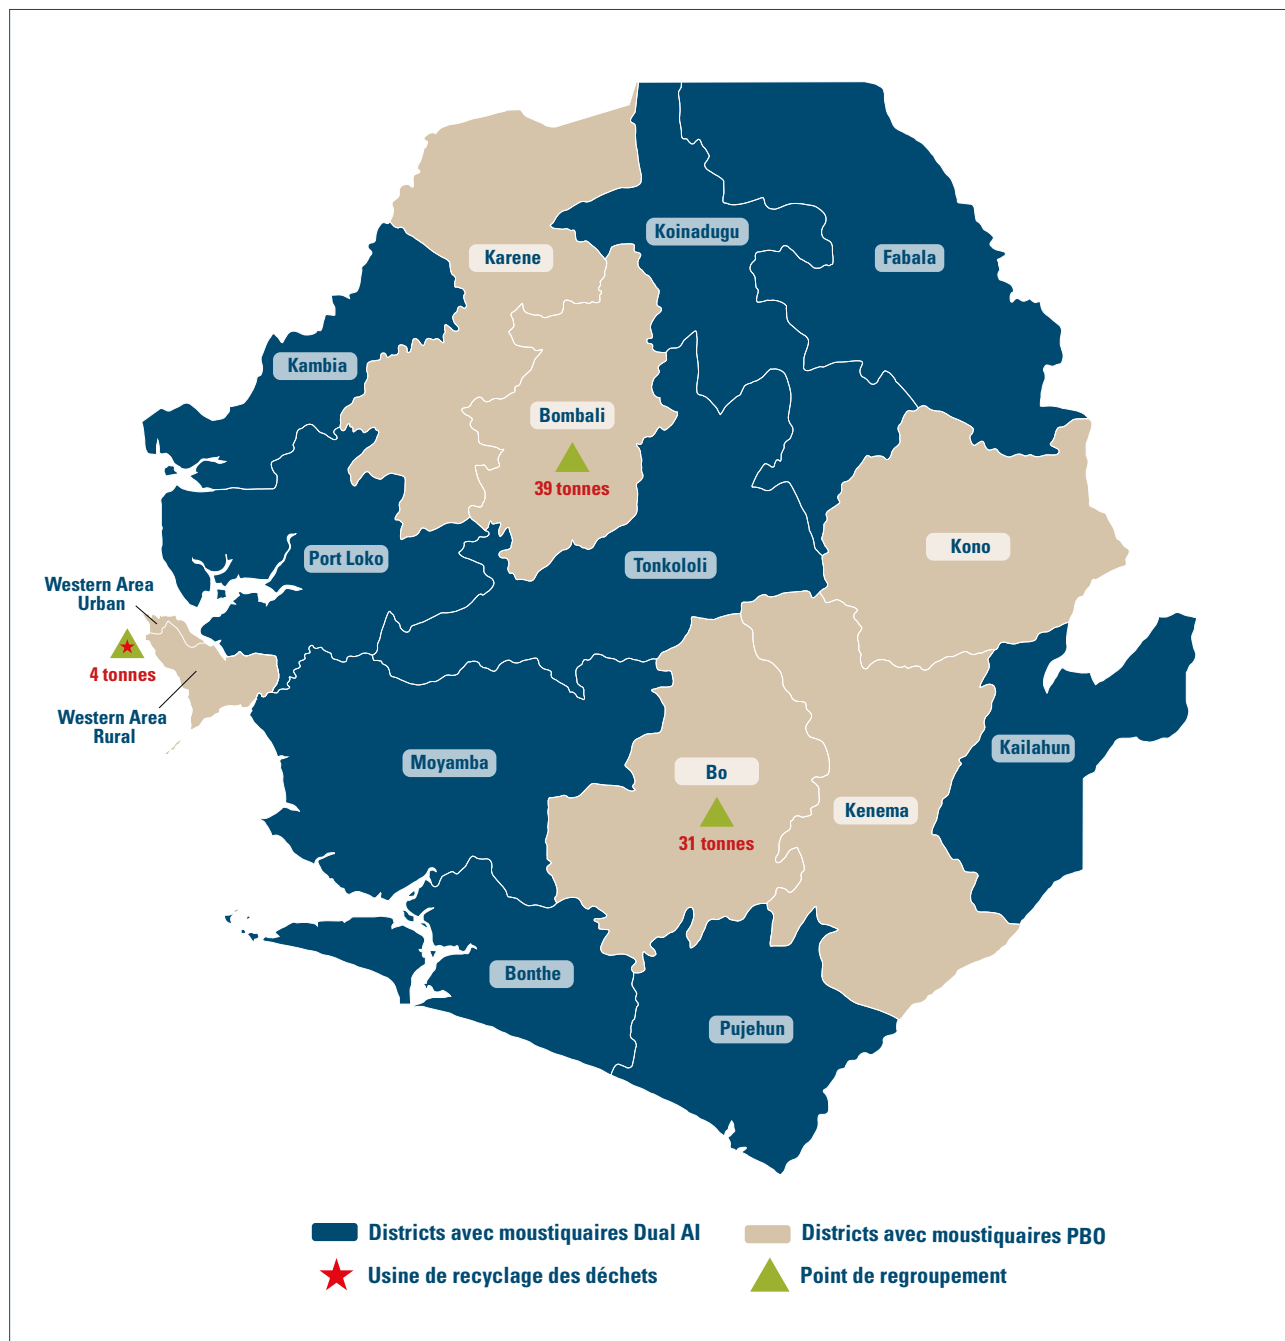 Koinadugu
Karene
Fabala
Kambia
Bombali
39 tonnes
Port Loko
Tonkololi
Kono
Western Area
Urban
4 tonnes
Western Area
Rural
Moyamba
Bo
31 tonnes
Kailahun
Kenema
Bonthe
Pujehun
Districts avec moustiquaires Dual AI
Districts avec moustiquaires PBO
Usine de recyclage des déchets
Point de regroupement